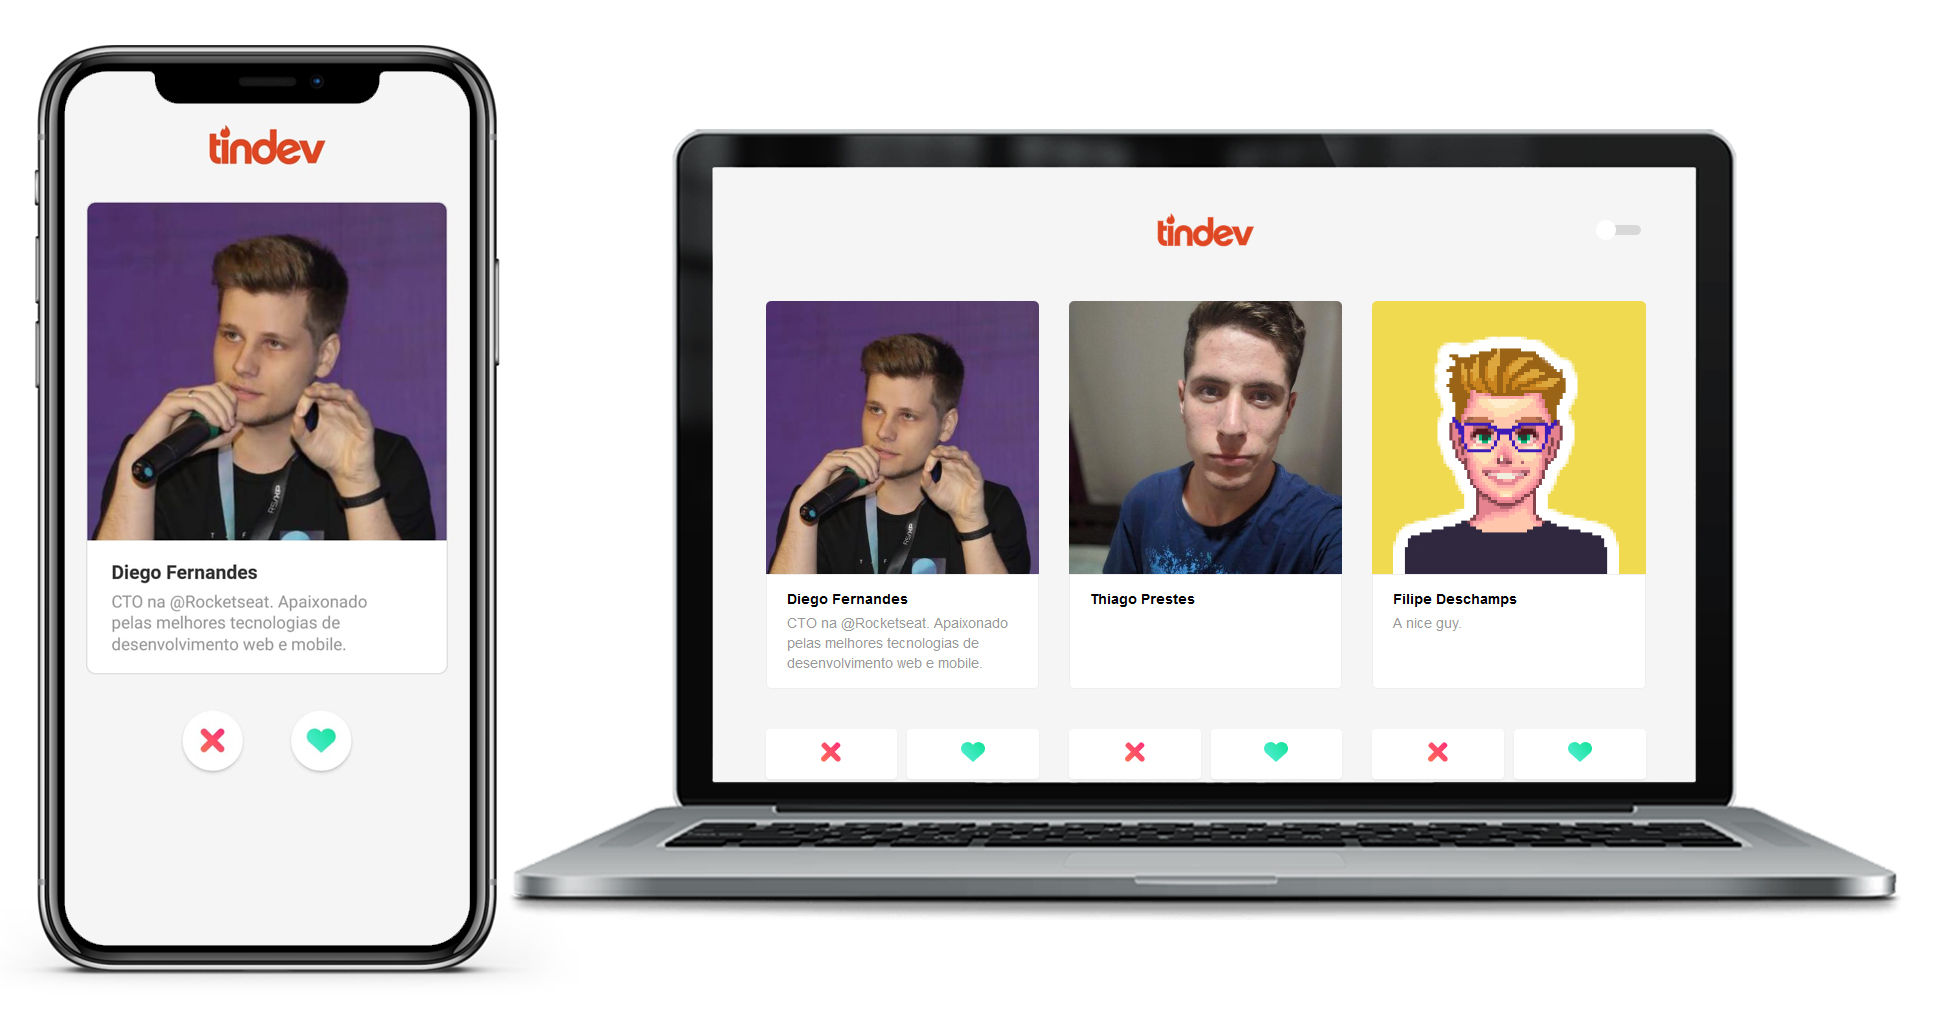 tindev
Diego Fernandes
CTO na @Rocketseat. Apaixonado
pelas melhores tecnologias de
desenvolvimento web e mobile.
tindev
Diego Fernandes
CTO na @Rocketseat. Apaixonado
pelas melhores tecnologias de
desenvolvimento web e mobile.
Thiago Prestes
Filipe Deschamps
A nice guy.